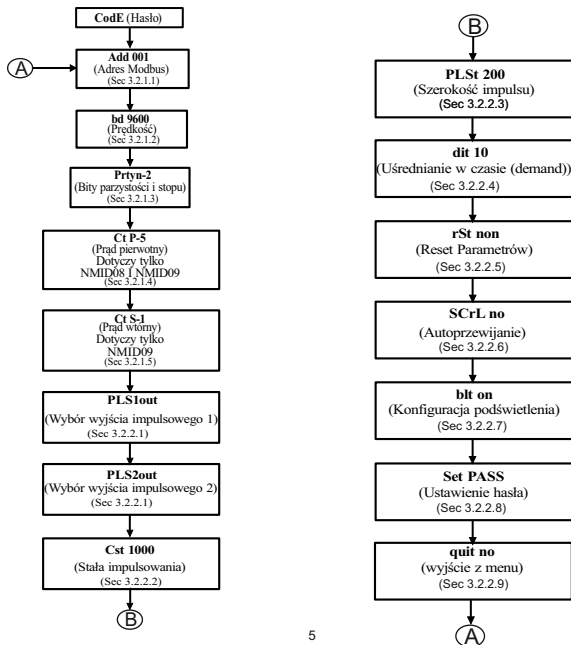 CodE (Hasło)
A
Add 001
(Adres Modbus)
(Sec 3.2.1.1)
bd 9600
(Prędkość)
(Sec 3.2.1.2)
Prtyn-2
(Bity parzystości i stopu)
(Sec 3.2.1.3)
Ct P-5
(Prąd pierwotny)
Dotyczy tylko
NMID08 I NMID09
(Sec 3.2.1.4)
Ct S-1
(Prąd wtórny)
Dotyczy tylko
NMID09
(Sec 3.2.1.5)
PLS1out
(Wybór wyjścia impulsowego 1)
(Sec 3.2.2.1)
PLS2out
(Wybór wyjścia impulsowego 2)
(Sec 3.2.2.1)
Cst 1000
(Stała impulsowania)
(Sec 3.2.2.2)
B
B
PLSt 200
(Szerokość impulsu)
(Sec 3.2.2.3)
dit 10
(Uśrednianie w czasie (demand))
(Sec 3.2.2.4)
rSt non
(Reset Parametrów)
(Sec 3.2.2.5)
SCrL no
(Autoprzewijanie)
(Sec 3.2.2.6)
blt on
(Konfiguracja podświetlenia)
(Sec 3.2.2.7)
Set PASS
(Ustawienie hasła)
(Sec 3.2.2.8)
quit no
(wyjście z menu)
(Sec 3.2.2.9)
A
5